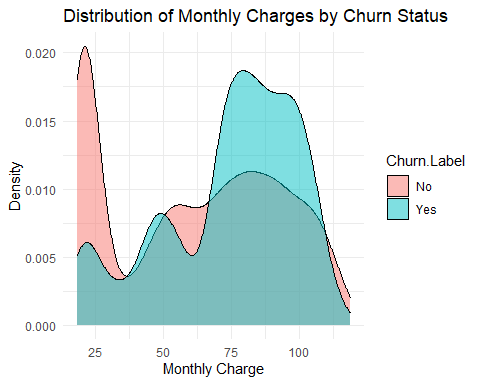 Distribution of Monthly Charges by Churn Status
0.020
0.015
0.010
0.005
0.000
Density
25 50 75 100
Monthly Charge
Churn.Label
No
Yes